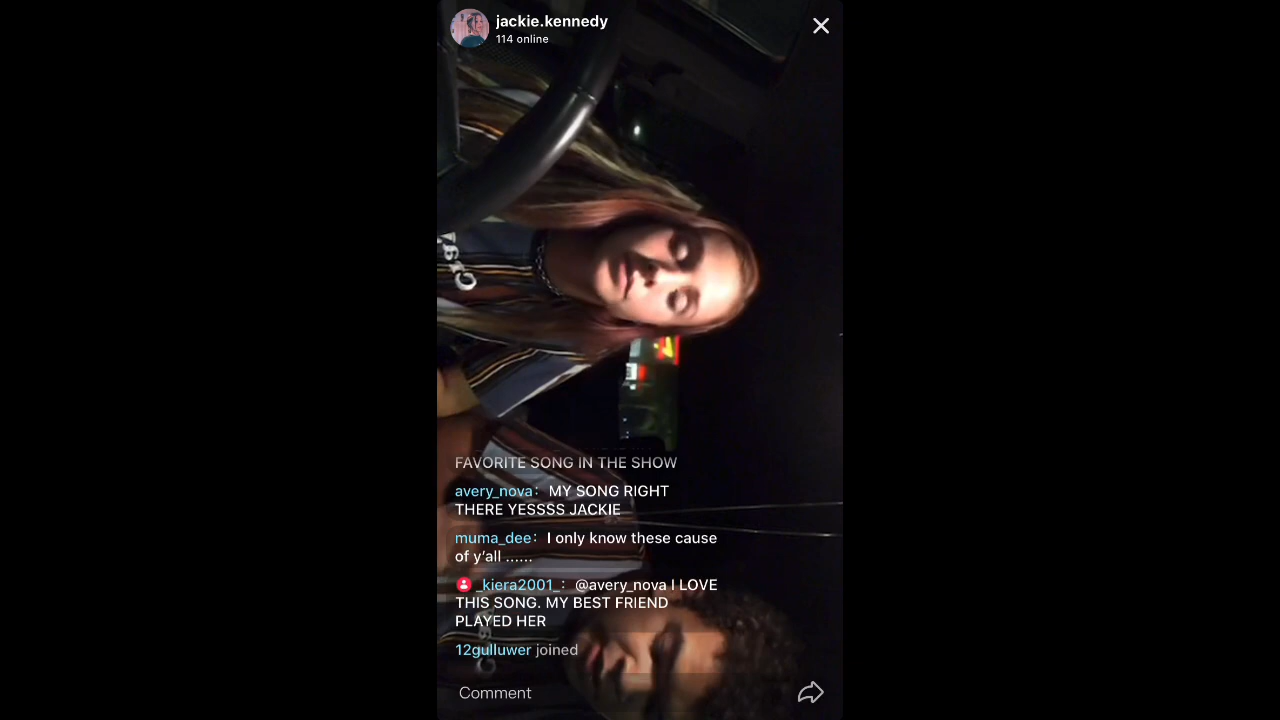 jackie.kennedy
114 online
FAVORITE SONG IN THE SHOW
avery_nova: MY SONG RIGHT
THERE YESSSS JACKIE
muma_dee: I only know these cause
of y'all ......
_kiera2001_: @avery_nova I LOVE
THIS SONG. MY BEST FRIEND
PLAYED HER
12gulluwer joined
Comment